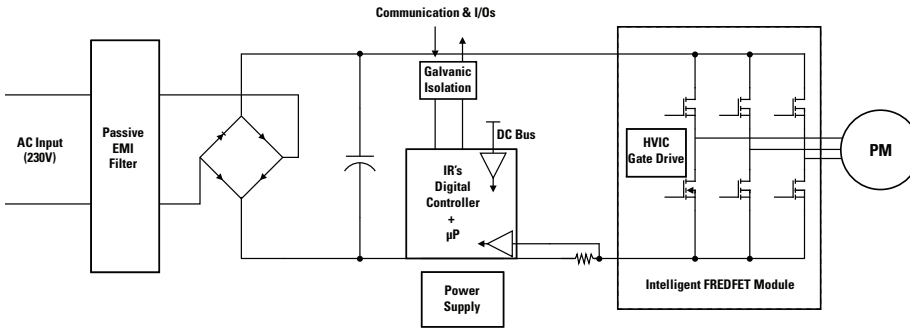 Communication & I/Os
AC Input
(230V)
Passive
EMI
Filter
Galvanic
Isolation
DC Bus
IR's
Digital
Controller
+
µP
Power
Supply
HVIC
Gate Drive
PM
Intelligent FREDFET Module